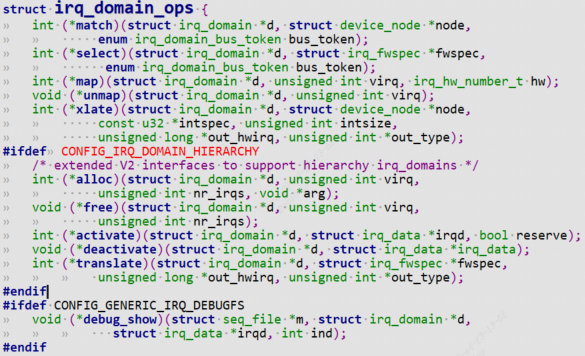 struct irq_domain_ops {
int (*match)(struct irq_domain *d, struct device_node *node,
enum irq_domain_bus_token bus_token);
int (*select)(struct irq_domain *d, struct irq_fwspec *fwspec,
enum irq_domain_bus_token bus_token);
int (*map)(struct irq_domain *d, unsigned int virq, irq_hw_number_t hw);
void (*unmap)(struct irq_domain *d, unsigned int virq);
int (*xlate)(struct irq_domain *d, struct device_node *node,
const u32 *intspec, unsigned int intsize,
unsigned long *out_hwirq, unsigned int *out_type);
#ifdef CONFIG_IRQ_DOMAIN_HIERARCHY
/* extended V2 interfaces to support hierarchy irq_domains */
int (*alloc)(struct irq_domain *d, unsigned int virq,
unsigned int nr_irqs, void *arg);
void (*free)(struct irq_domain *d, unsigned int virq,
unsigned int nr_irqs);
int (*activate)(struct irq_domain *d, struct irq_data *irqd, bool reserve);
void (*deactivate)(struct irq_domain *d, struct irq_data *irq_data);
int (*translate)(struct irq_domain *d, struct irq_fwspec *fwspec,
unsigned long *out_hwirq, unsigned int *out_type);
#endif
#ifdef CONFIG_GENERIC_IRQ_DEBUGFS
void (*debug_show)(struct seq_file *m, struct irq_domain *d,
struct irq_data *irqd, int ind);
#endif